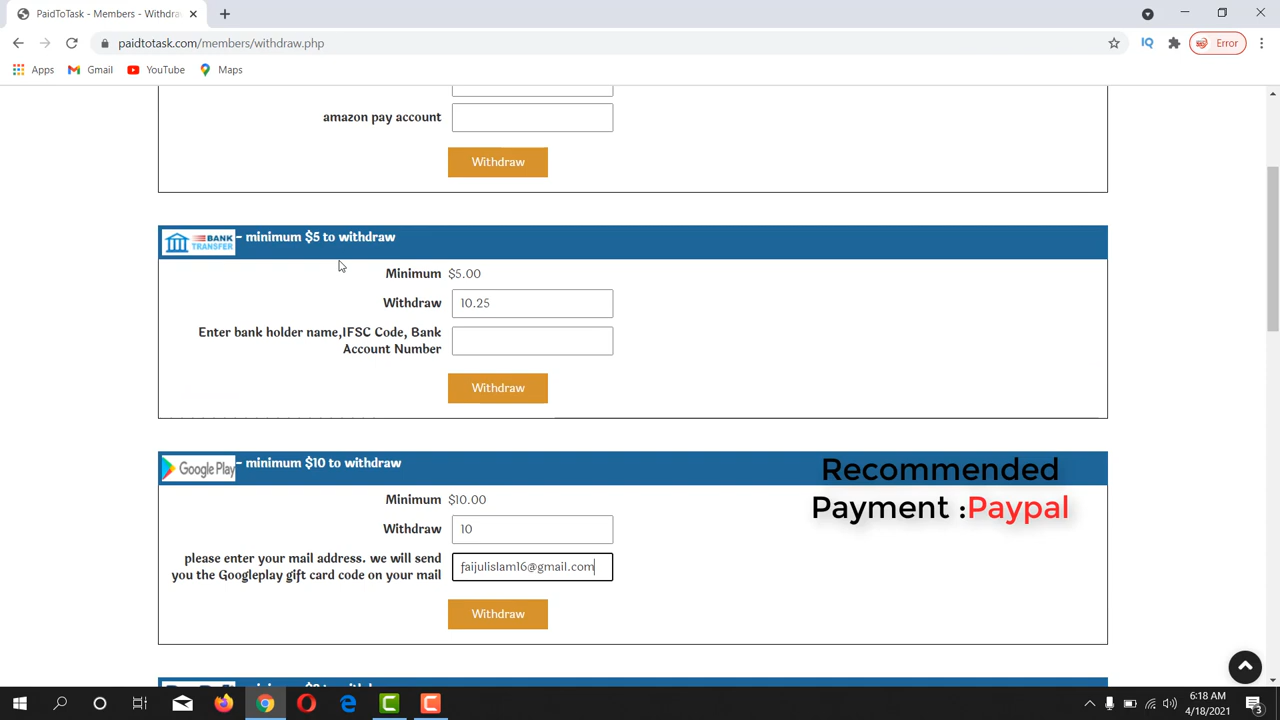 PaidToTask - Members - Withdra
paidtotask.com/members/withdraw.php
IQ
Error
Apps
Gmail
YouTube
Maps
amazon pay account
Withdraw
BANK TRANSFER – minimum $5 to withdraw
Minimum $5.00
Withdraw 10.25
Enter bank holder name,IFSC Code, Bank
Account Number
Withdraw
Google Play – minimum $10 to withdraw
Recommended
Payment :Paypal
Minimum $10.00
Withdraw 10
please enter your mail address. we will send
you the Googleplay gift card code on your mail
faijulislam16@gmail.com
Withdraw
6:18 AM
4/18/2021
3